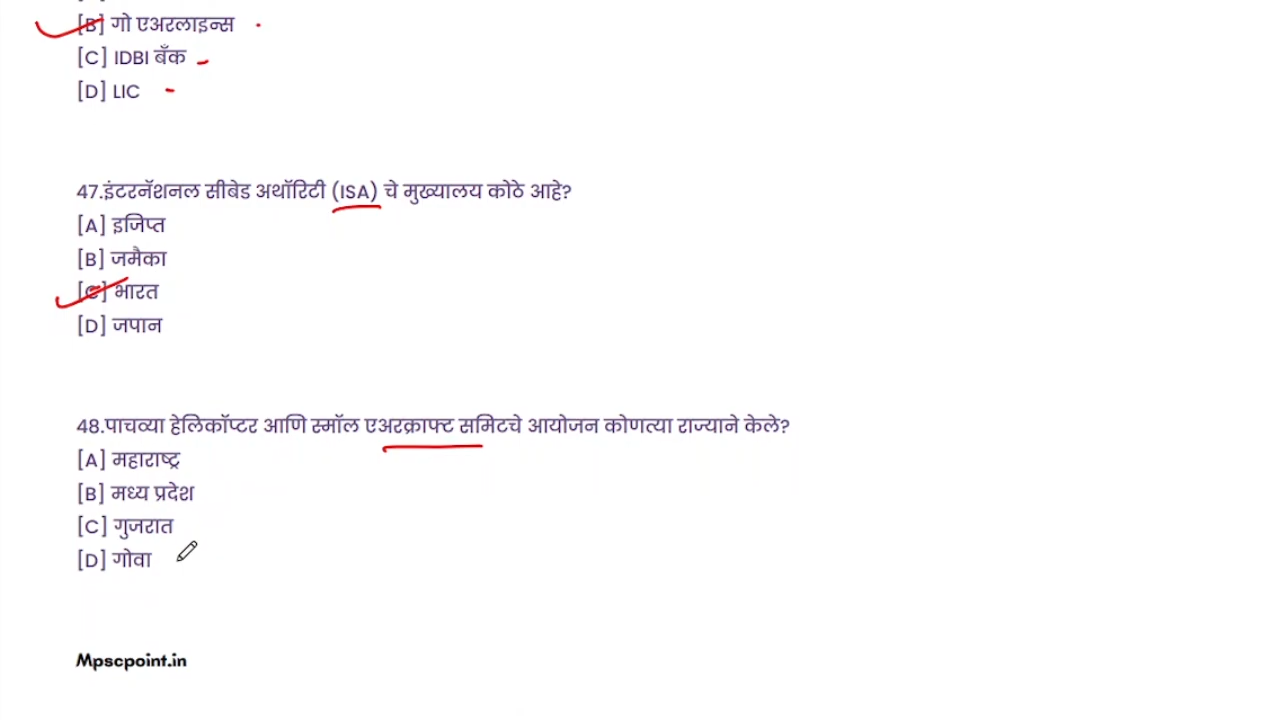 [B] गो एअरलाइन्स
[C] IDBI बँक
[D] LIC
47.इंटरनॅशनल सीबेड अथॉरिटी (ISA) चे मुख्यालय कोठे आहे?
[A] इजिप्त
[B] जमैका
[C] भारत
[D] जपान
48.पाचव्या हेलिकॉप्टर आणि स्मॉल एअरक्राफ्ट समिटचे आयोजन कोणत्या राज्याने केले?
[A] महाराष्ट्र
[B] मध्य प्रदेश
[C] गुजरात
[D] गोवा
Mpscpoint.in